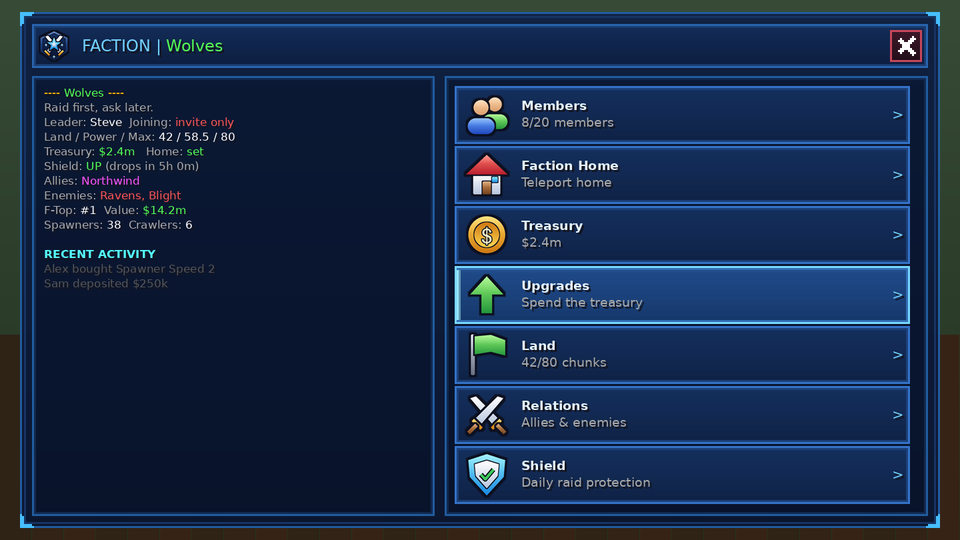 FACTION | Wolves
---- Wolves ----
Raid first, ask later.
Leader: Steve  Joining: invite only
Land / Power / Max: 42 / 58.5 / 80
Treasury: $2.4m   Home: set
Shield: UP (drops in 5h 0m)
Allies: Northwind
Enemies: Ravens, Blight
F-Top: #1  Value: $14.2m
Spawners: 38  Crawlers: 6
RECENT ACTIVITY
Alex bought Spawner Speed 2
Sam deposited $250k
Members
8/20 members
>
Faction Home
Teleport home
>
Treasury
$2.4m
>
Upgrades
Spend the treasury
>
Land
42/80 chunks
>
Relations
Allies & enemies
>
Shield
Daily raid protection
>